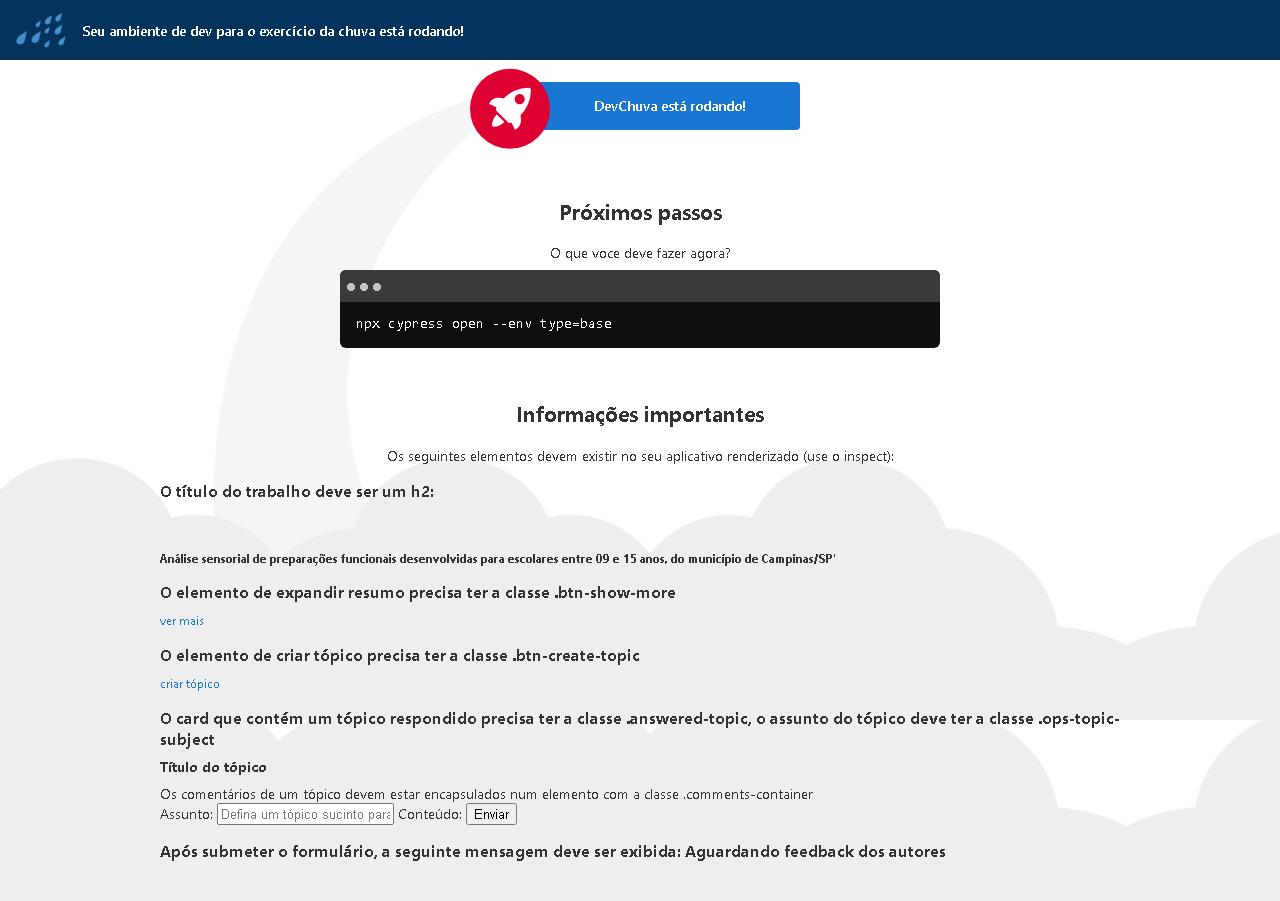 Seu ambiente de dev para o exercício da chuva está rodando!
DevChuva está rodando!
Próximos passos
O que voce deve fazer agora?
npx cypress open --env type=base
Informações importantes
Os seguintes elementos devem existir no seu aplicativo renderizado (use o inspect):
O título do trabalho deve ser um h2:
Análise sensorial de preparações funcionais desenvolvidas para escolares entre 09 e 15 anos, do município de Campinas/SP'
O elemento de expandir resumo precisa ter a classe .btn-show-more
ver mais
O elemento de criar tópico precisa ter a classe .btn-create-topic
criar tópico
O card que contém um tópico respondido precisa ter a classe .answered-topic, o assunto do tópico deve ter a classe .ops-topic-
subject
Título do tópico
Os comentários de um tópico devem estar encapsulados num elemento com a classe .comments-container
Assunto: Defina um tópico sucinto para Conteúdo: Enviar
Após submeter o formulário, a seguinte mensagem deve ser exibida: Aguardando feedback dos autores